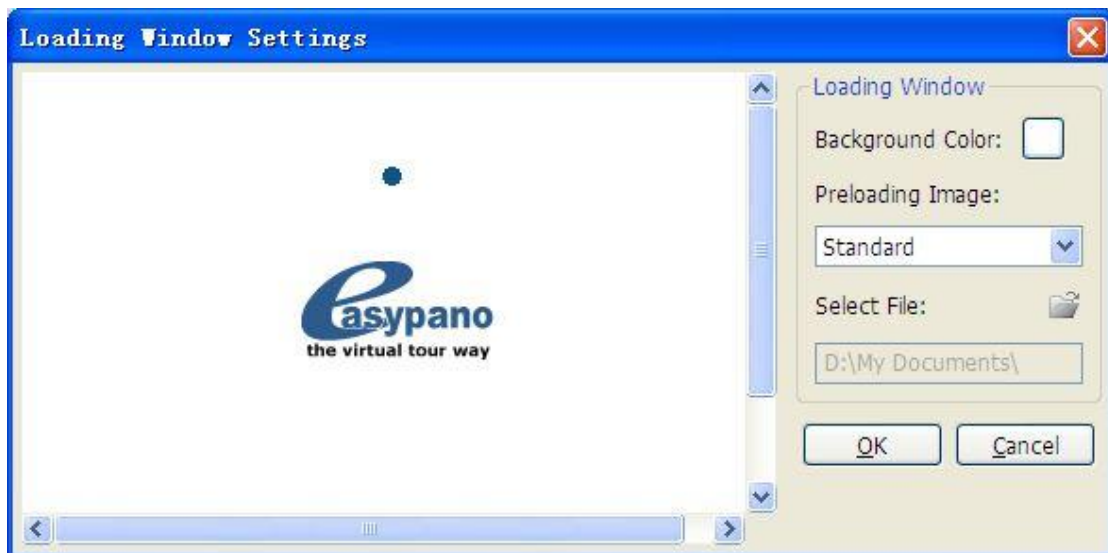 Loading Window Settings
Loading Window
Background Color:
Preloading Image:
Standard
Select File:
D:\My Documents\
OK
Cancel
easypano
the virtual tour way